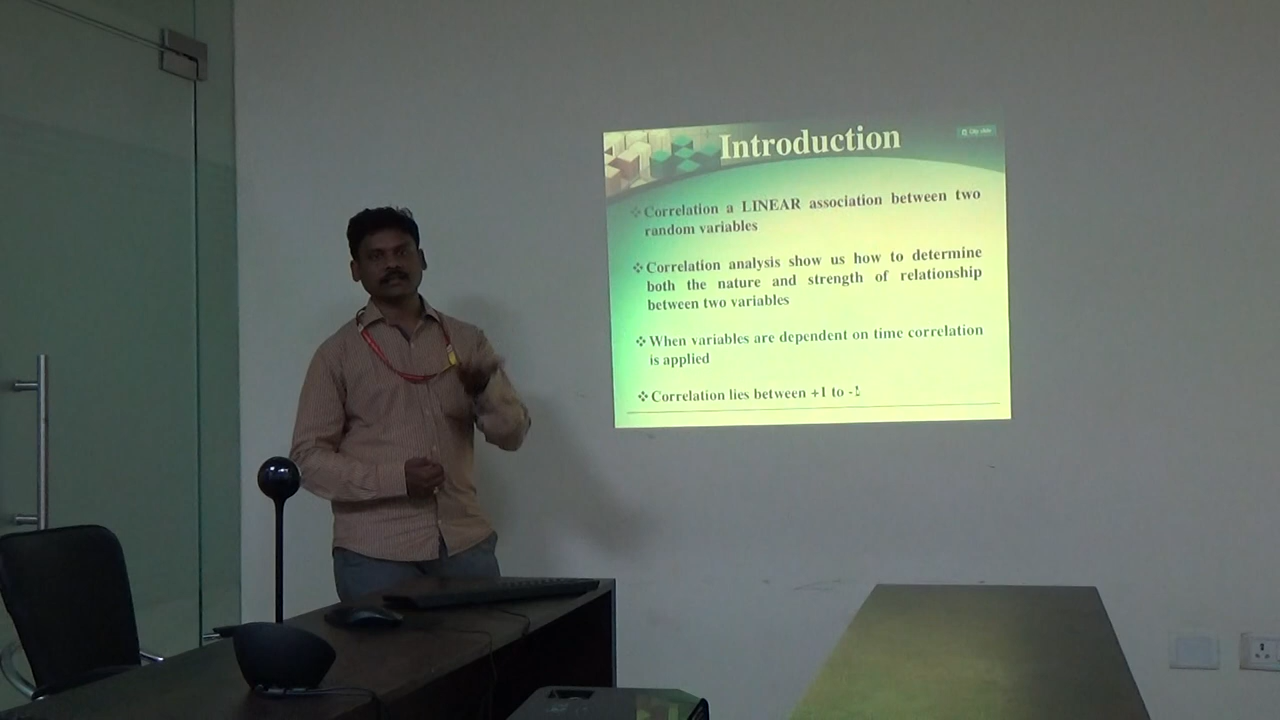 Introduction
Clip slide
❖ Correlation a LINEAR association between two
random variables
❖ Correlation analysis show us how to determine
both the nature and strength of relationship
between two variables
❖ When variables are dependent on time correlation
is applied
❖ Correlation lies between +1 to -1